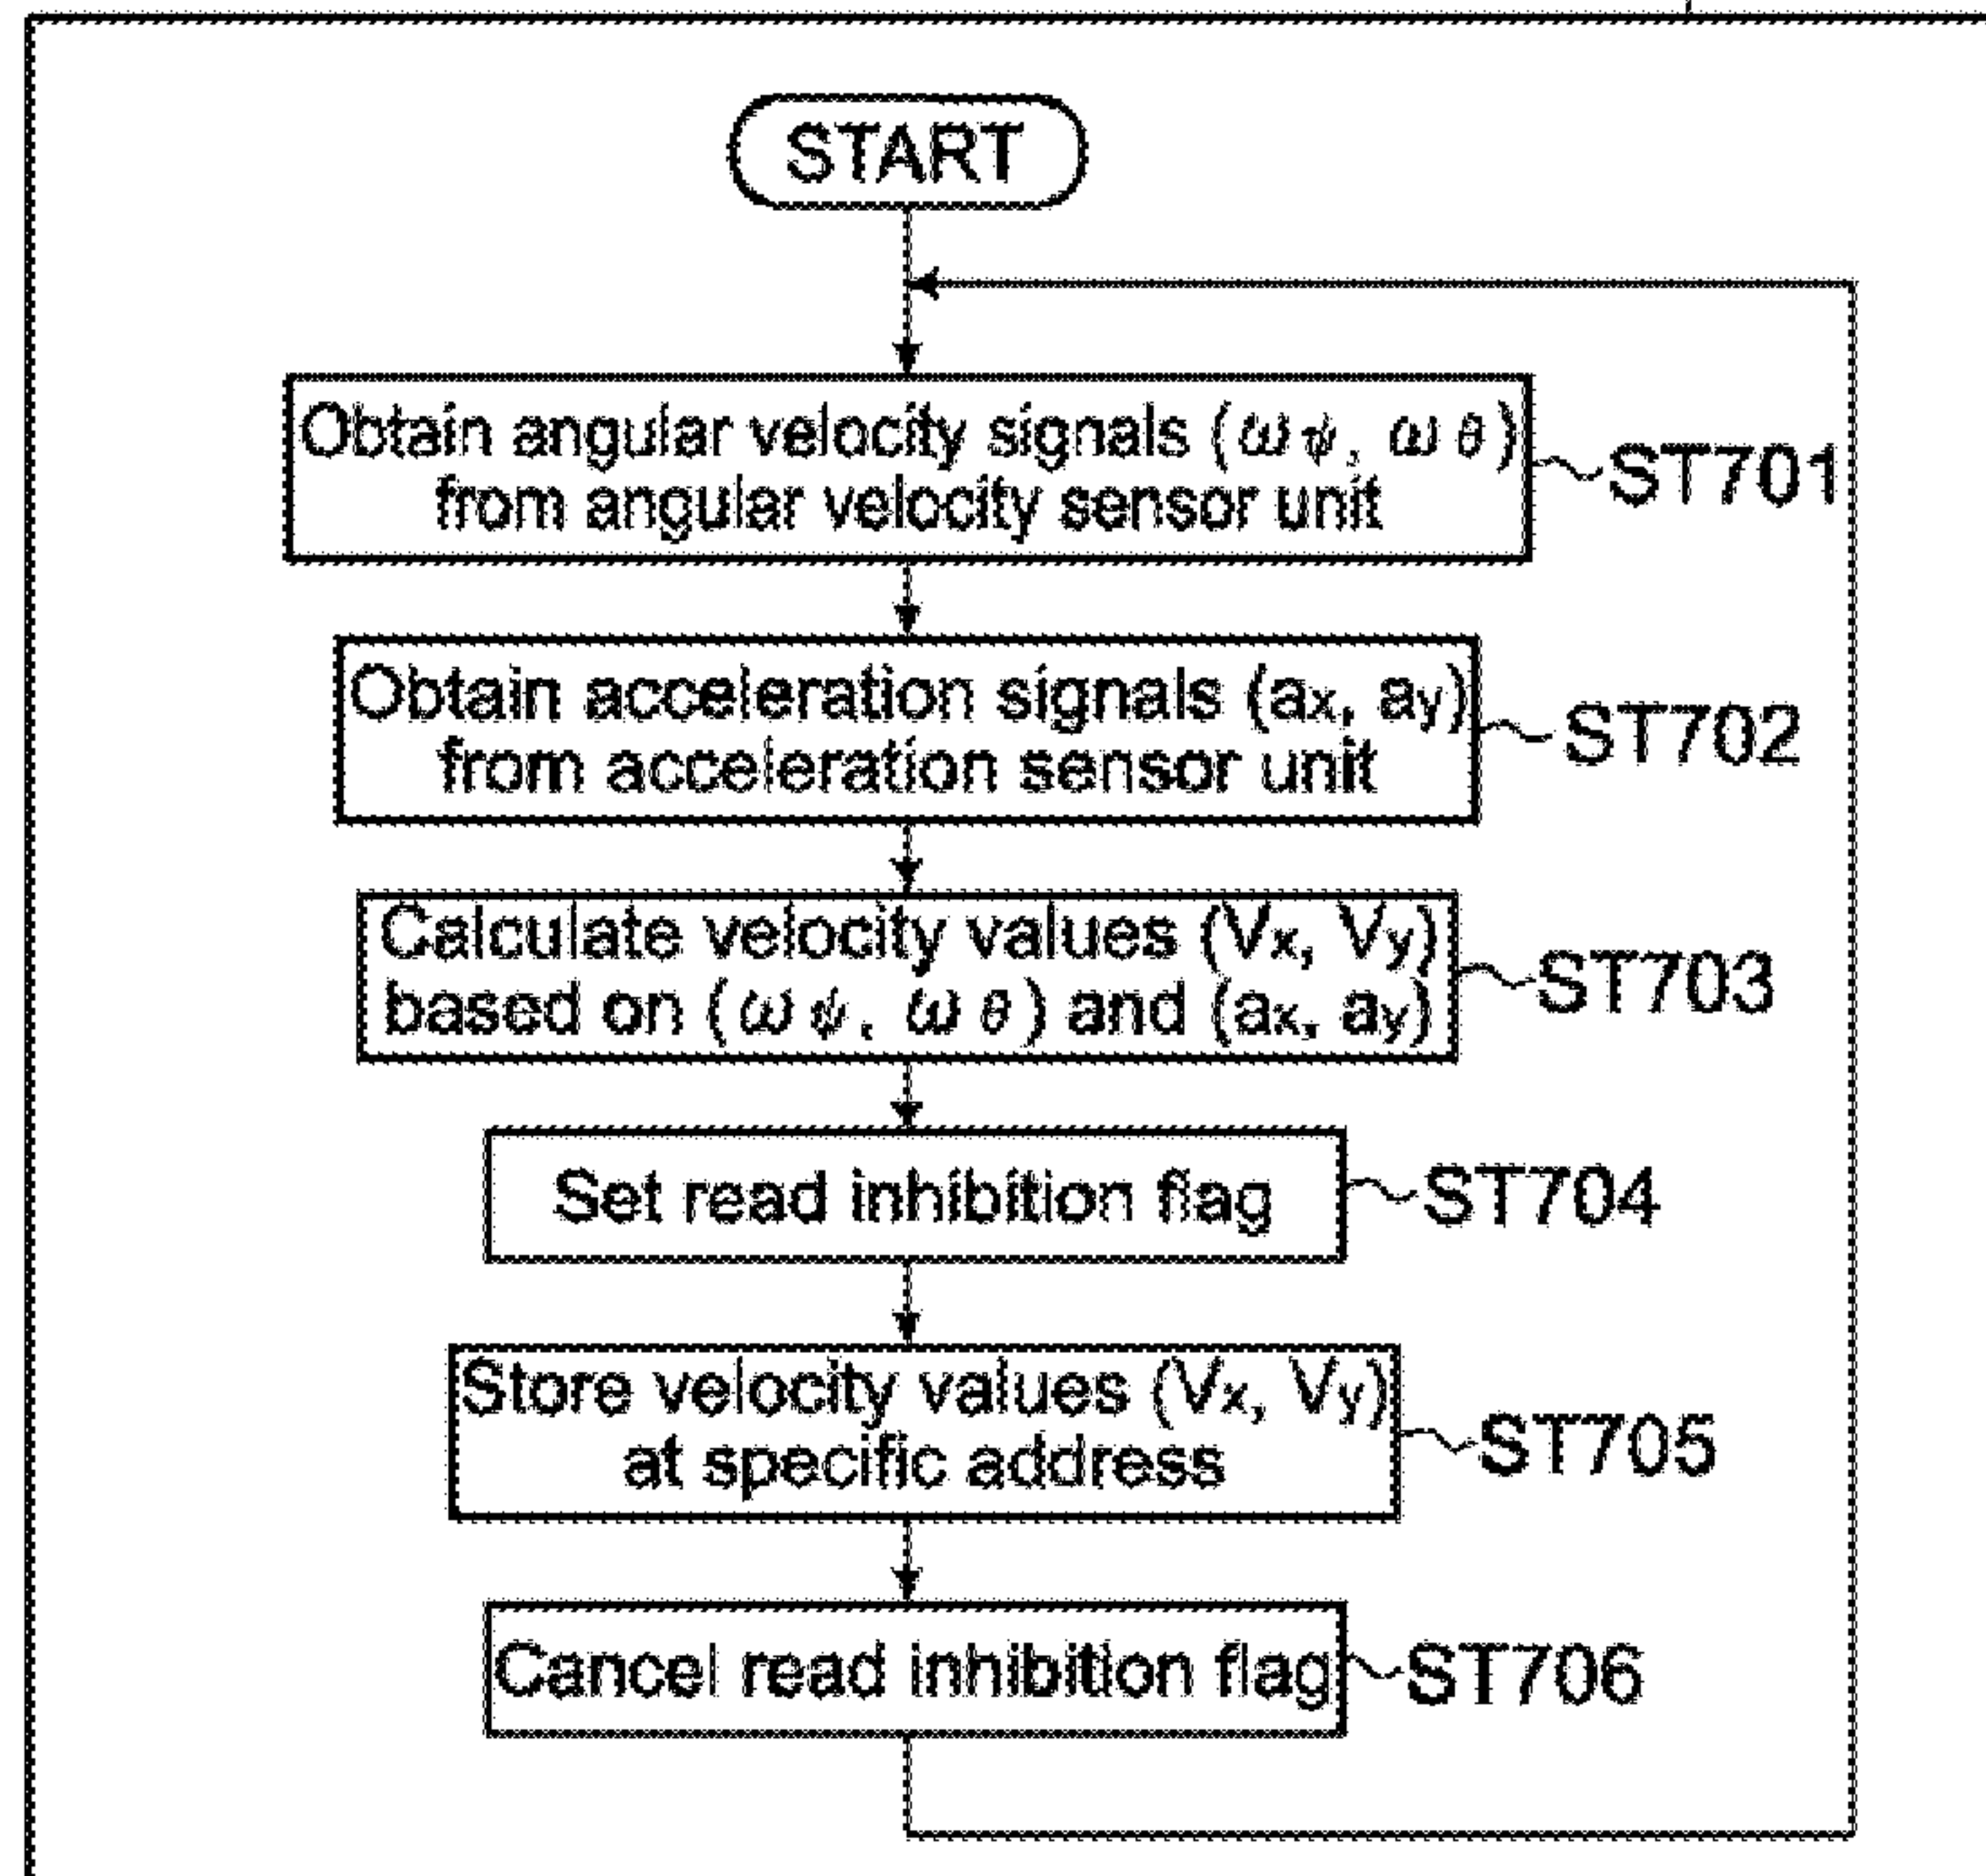 START
Obtain angular velocity signals (ωψ, ωθ)
from angular velocity sensor unit
ST701
Obtain acceleration signals (ax, ay)
from acceleration sensor unit
ST702
Calculate velocity values (Vx, Vy)
based on (ωψ, ωθ) and (ax, ay)
ST703
Set read inhibition flag
ST704
Store velocity values (Vx, Vy)
at specific address
ST705
Cancel read inhibition flag
ST706